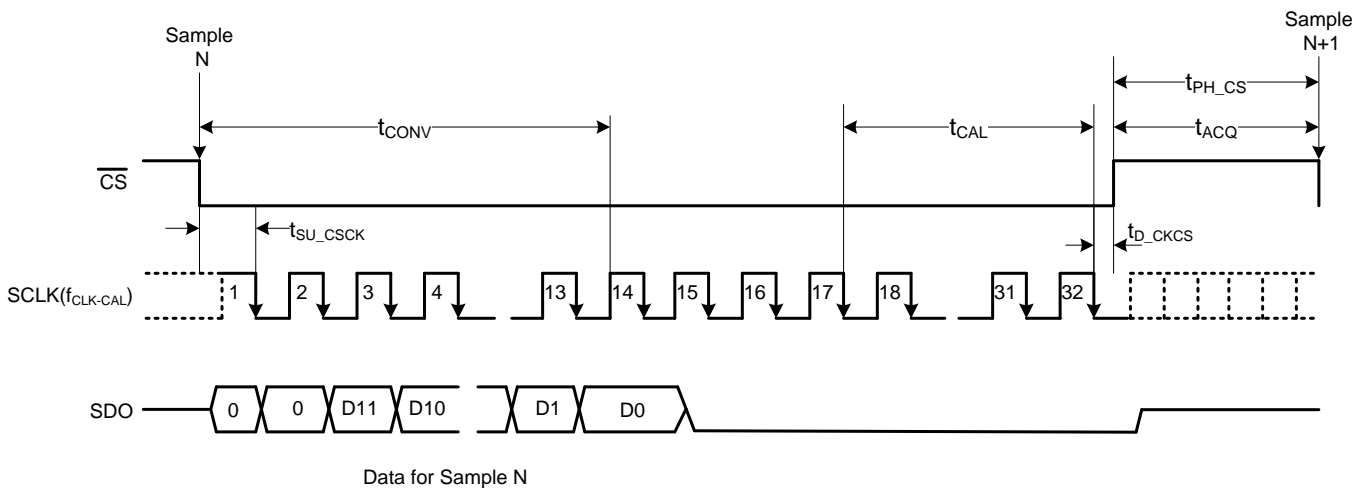 Sample
N
Sample
N+1
tPH_CS
tCONV
tCAL
tACQ
CS
tSU_CSCK
tD_CKCS
SCLK(fCLK-CAL)
1 2 3 4 13 14 15 16 17 18 31 32
SDO
0 0 D11 D10 D1 D0
Data for Sample N